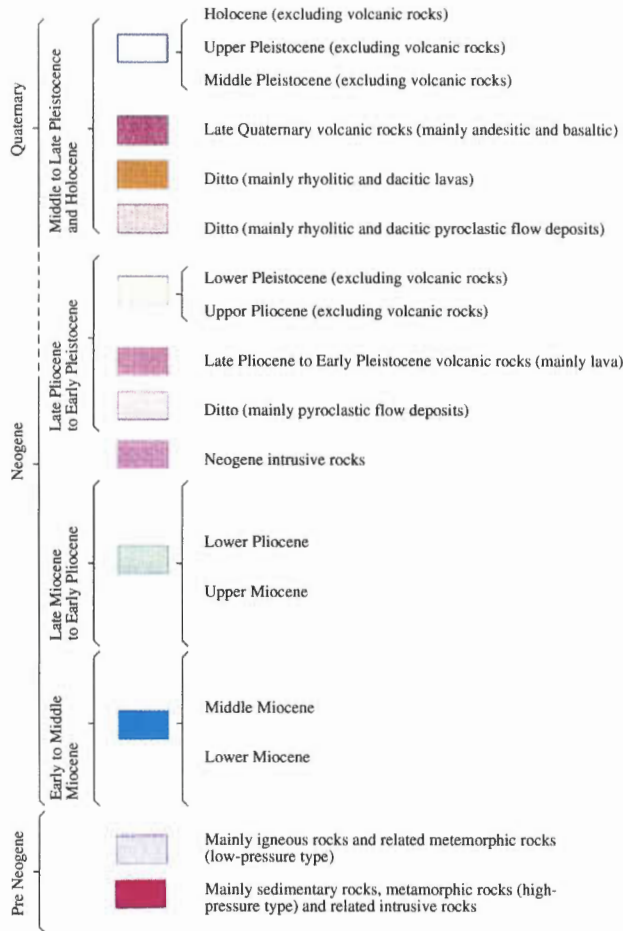 Quaternary
Middle to Late Pleistocence
and Holocene
Holocene (excluding volcanic rocks)
Upper Pleistocene (excluding volcanic rocks)
Middle Pleistocene (excluding volcanic rocks)
Late Quaternary volcanic rocks (mainly andesitic and basaltic)
Ditto (mainly rhyolitic and dacitic lavas)
Ditto (mainly rhyolitic and dacitic pyroclastic flow deposits)
Neogene
Late Pliocene
to Early Pleistocene
Lower Pleistocene (excluding volcanic rocks)
Uppor Pliocene (excluding volcanic rocks)
Late Pliocene to Early Pleistocene volcanic rocks (mainly lava)
Ditto (mainly pyroclastic flow deposits)
Neogene intrusive rocks
Late Miocene
to Early Pliocene
Lower Pliocene
Upper Miocene
Early to Middle
Miocene
Middle Miocene
Lower Miocene
Pre Neogene
Mainly igneous rocks and related metemorphic rocks
(low-pressure type)
Mainly sedimentary rocks, metamorphic rocks (high-
pressure type) and related intrusive rocks